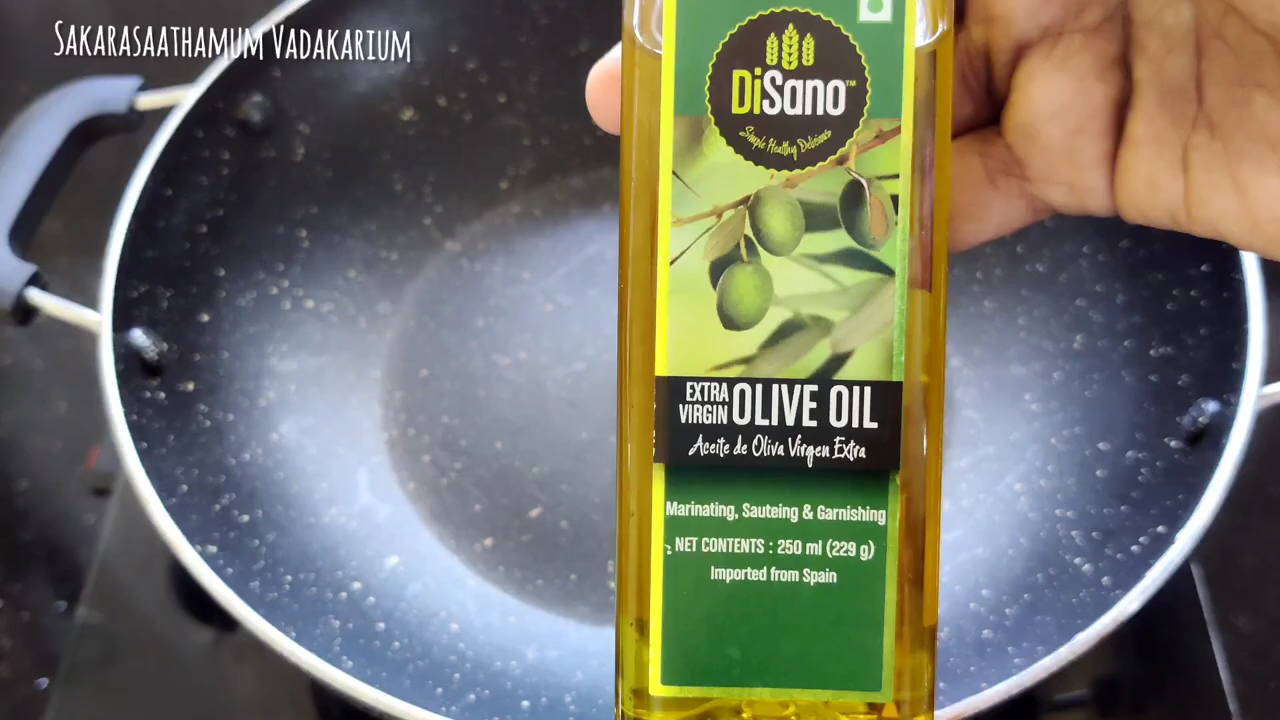 SAKARASAATHAMUM VADAKARIUM
DiSano™
Simple Healthy Delicious
EXTRA VIRGIN OLIVE OIL
Aceite de Oliva Virgen Extra
Marinating, Sauteing & Garnishing
NET CONTENTS : 250 ml (229 g)
Imported from Spain